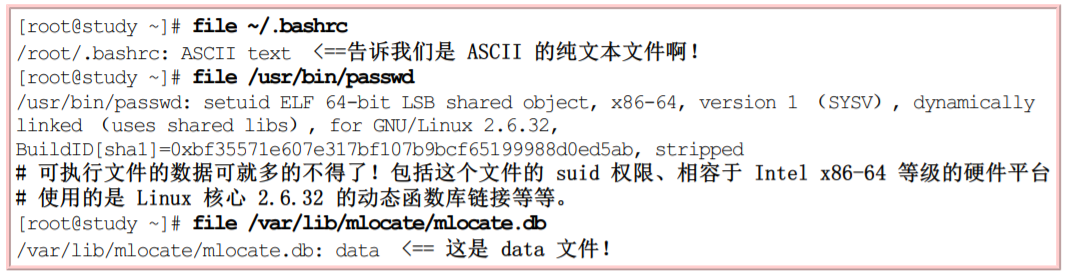 [root@study ~]# file ~/.bashrc
/root/.bashrc: ASCII text <==告诉我们是 ASCII 的纯文本文件啊！
[root@study ~]# file /usr/bin/passwd
/usr/bin/passwd: setuid ELF 64-bit LSB shared object, x86-64, version 1 （SYSV）, dynamically
linked （uses shared libs）, for GNU/Linux 2.6.32,
BuildID[sha1]=0xbf35571e607e317bf107b9bcf65199988d0ed5ab, stripped
# 可执行文件的数据可就多的不得了！包括这个文件的 suid 权限、相容于 Intel x86-64 等级的硬件平台
# 使用的是 Linux 核心 2.6.32 的动态函数库链接等等。
[root@study ~]# file /var/lib/mlocate/mlocate.db
/var/lib/mlocate/mlocate.db: data <== 这是 data 文件！